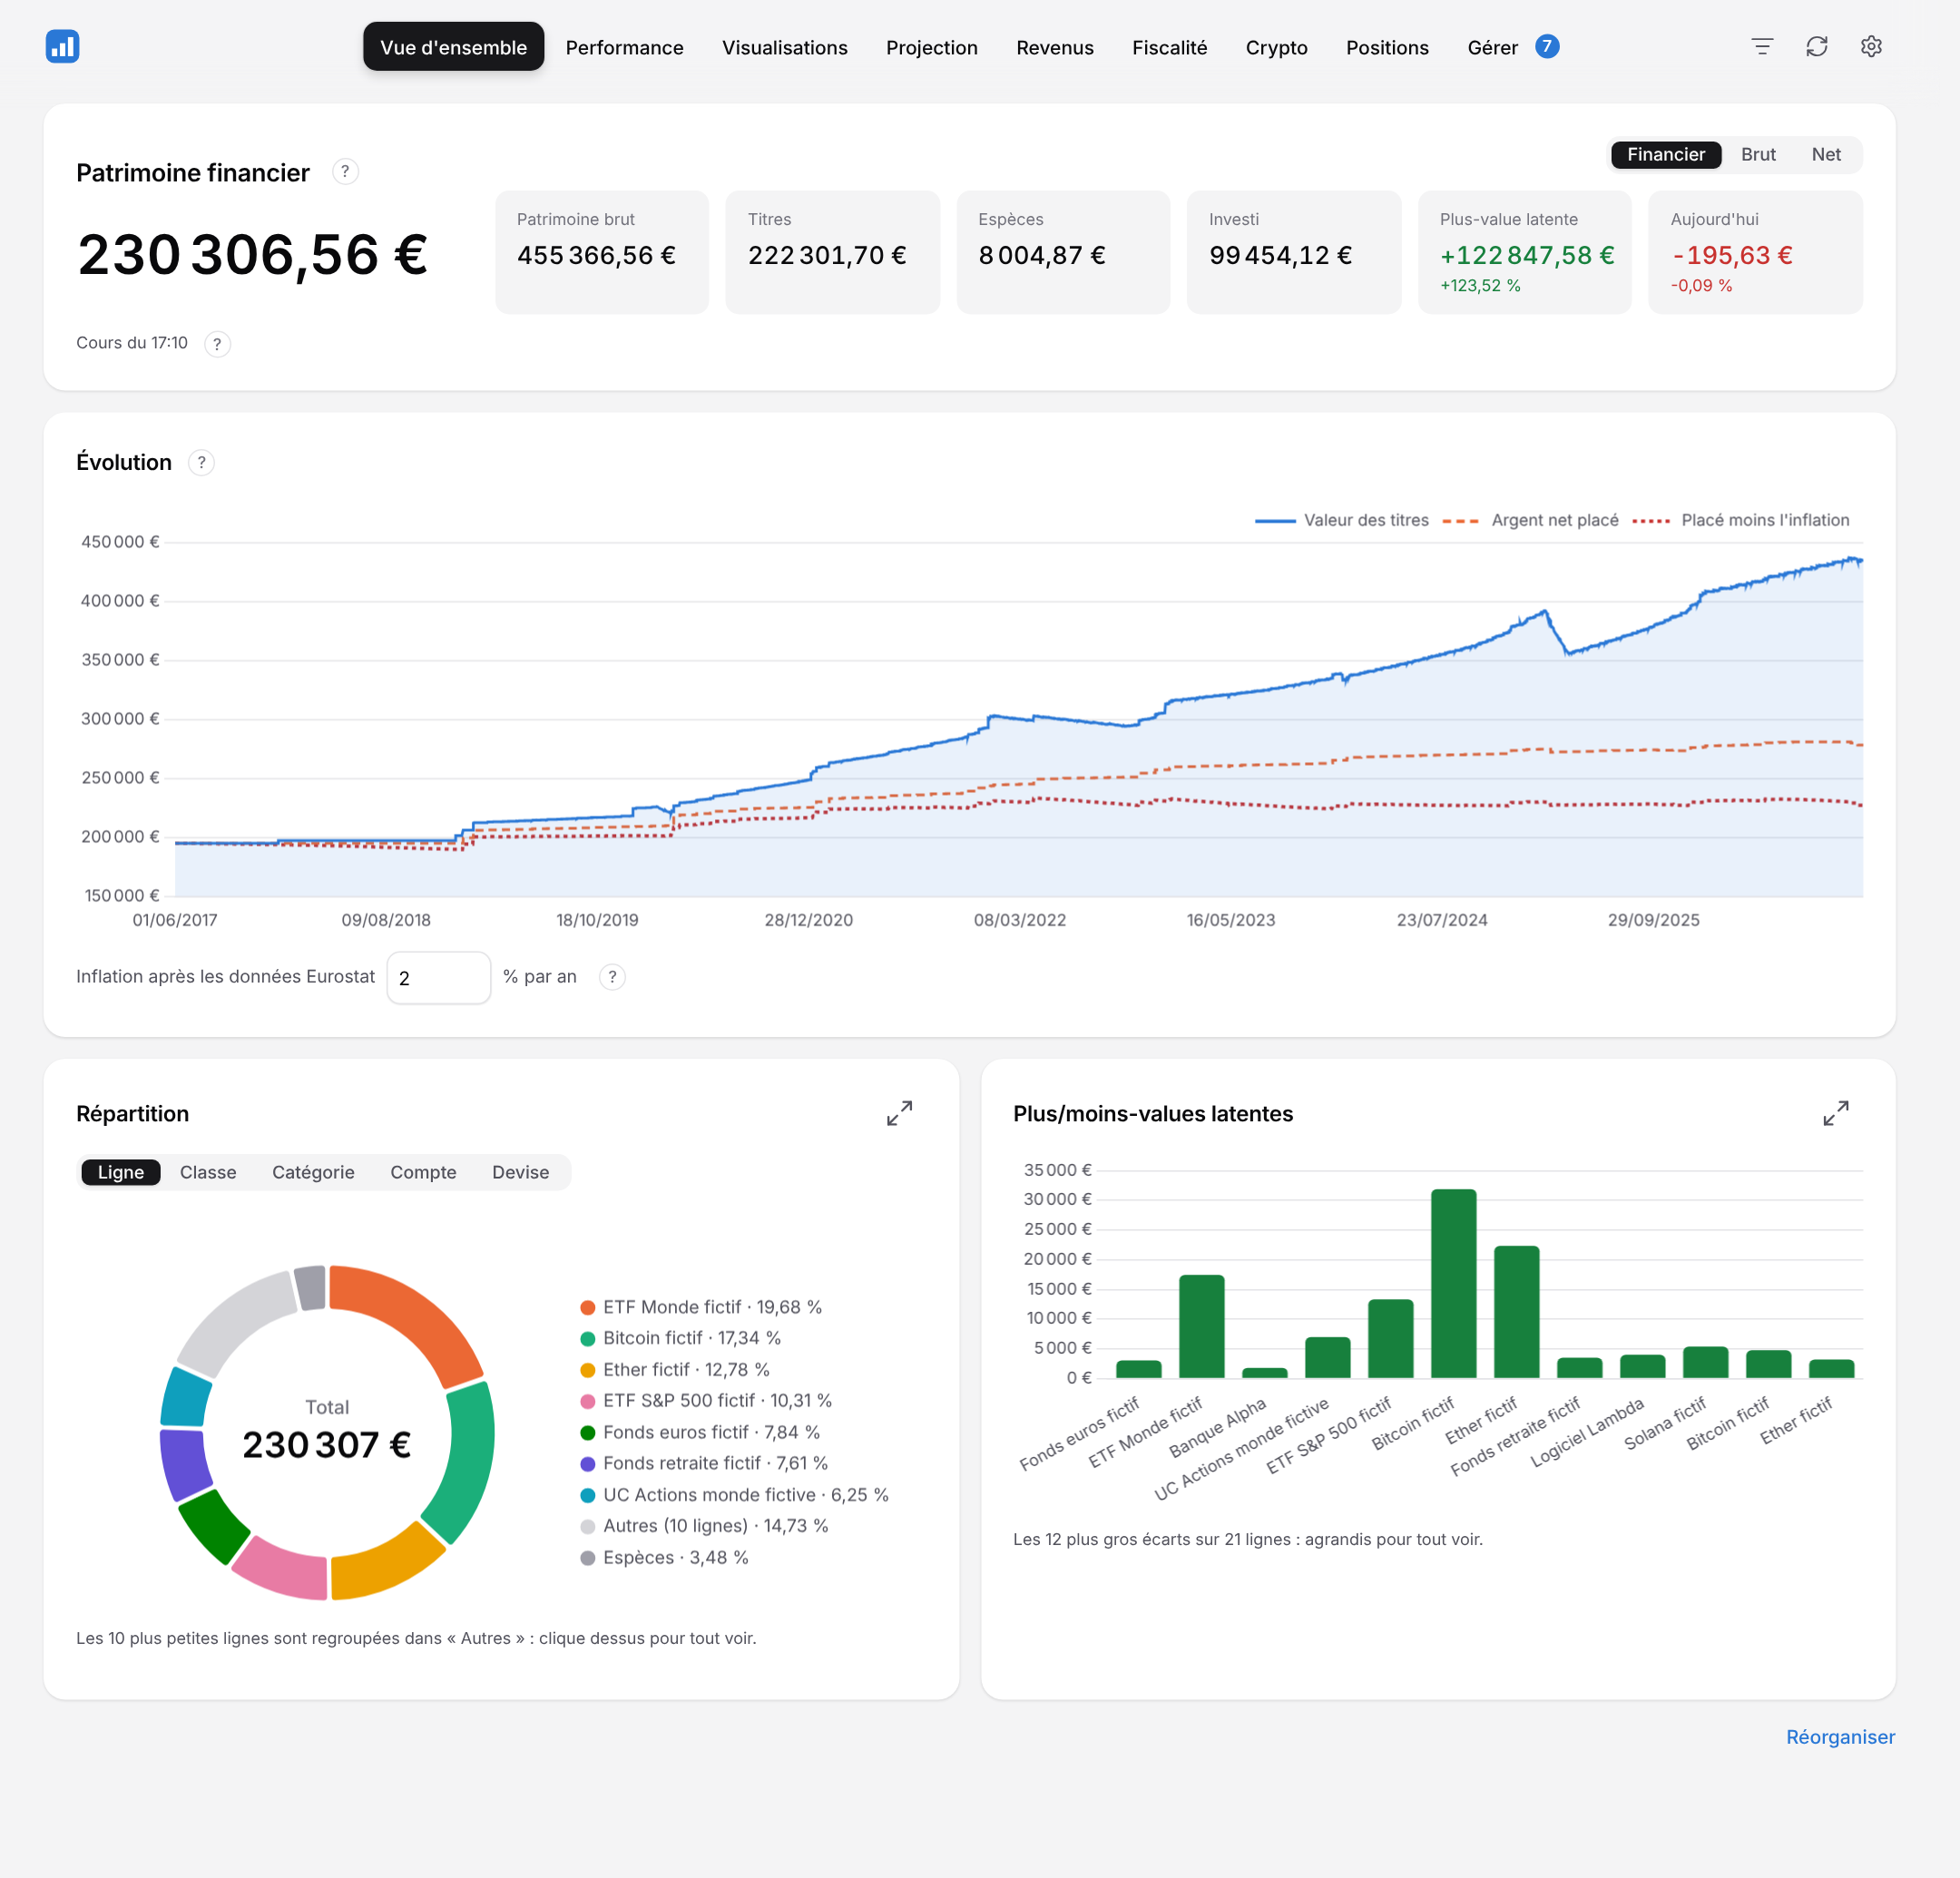 Vue d'ensemble
Performance
Visualisations
Projection
Revenus
Fiscalité
Crypto
Positions
Gérer
7
Patrimoine financier
?
Financier
Brut
Net
230 306,56 €
Patrimoine brut
455 366,56 €
Titres
222 301,70 €
Espèces
8 004,87 €
Investi
99 454,12 €
Plus-value latente
+122 847,58 €
+123,52 %
Aujourd'hui
-195,63 €
-0,09 %
Cours du 17:10
?
Évolution
?
Valeur des titres
Argent net placé
Placé moins l'inflation
450 000 €
400 000 €
350 000 €
300 000 €
250 000 €
200 000 €
150 000 €
01/06/2017
09/08/2018
18/10/2019
28/12/2020
08/03/2022
16/05/2023
23/07/2024
29/09/2025
Inflation après les données Eurostat
2
% par an
?
Répartition
Ligne
Classe
Catégorie
Compte
Devise
Total
230 307 €
ETF Monde fictif · 19,68 %
Bitcoin fictif · 17,34 %
Ether fictif · 12,78 %
ETF S&P 500 fictif · 10,31 %
Fonds euros fictif · 7,84 %
Fonds retraite fictif · 7,61 %
UC Actions monde fictive · 6,25 %
Autres (10 lignes) · 14,73 %
Espèces · 3,48 %
Les 10 plus petites lignes sont regroupées dans « Autres » : clique dessus pour tout voir.
Plus/moins-values latentes
35 000 €
30 000 €
25 000 €
20 000 €
15 000 €
10 000 €
5 000 €
0 €
Fonds euros fictif
ETF Monde fictif
Banque Alpha
UC Actions monde fictive
ETF S&P 500 fictif
Bitcoin fictif
Ether fictif
Fonds retraite fictif
Logiciel Lambda
Solana fictif
Bitcoin fictif
Ether fictif
Les 12 plus gros écarts sur 21 lignes : agrandis pour tout voir.
Réorganiser